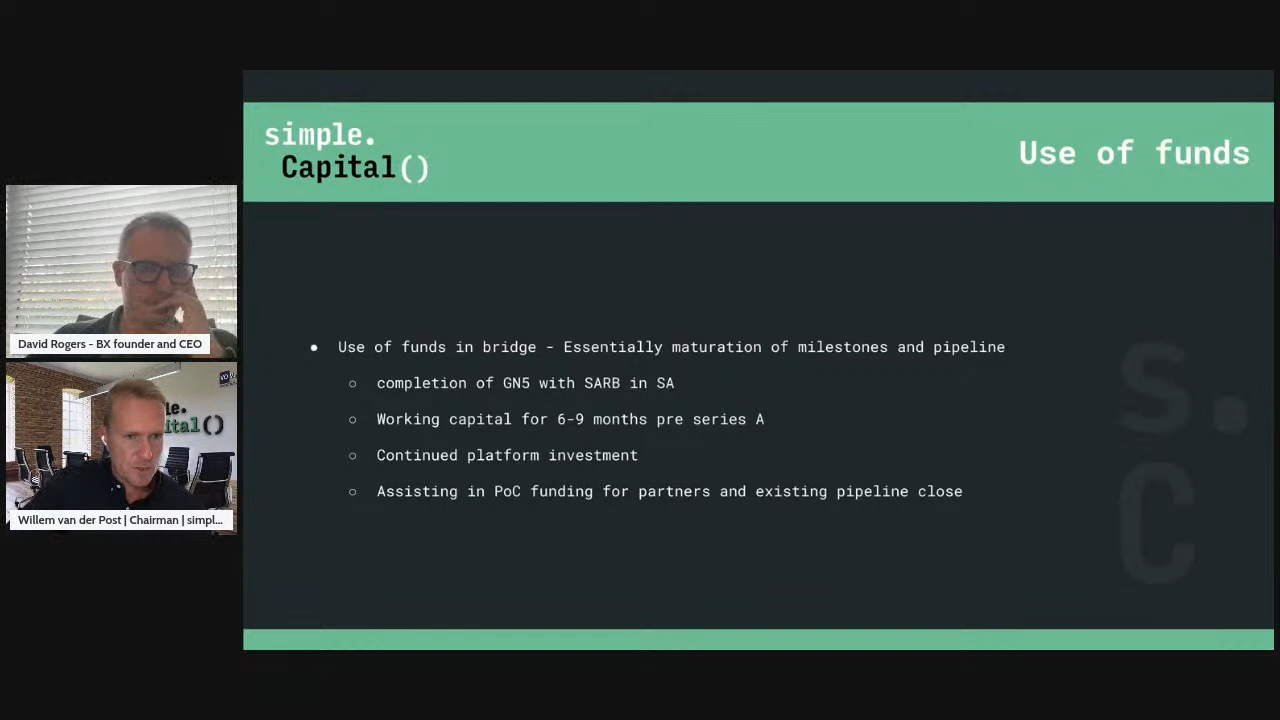 simple.
Capital()
Use of funds
David Rogers - BX founder and CEO
le.
ital()
Willem van der Post | Chairman | simpl...
● Use of funds in bridge - Essentially maturation of milestones and pipeline
○ completion of GN5 with SARB in SA
○ Working capital for 6-9 months pre series A
○ Continued platform investment
○ Assisting in PoC funding for partners and existing pipeline close
s.
C